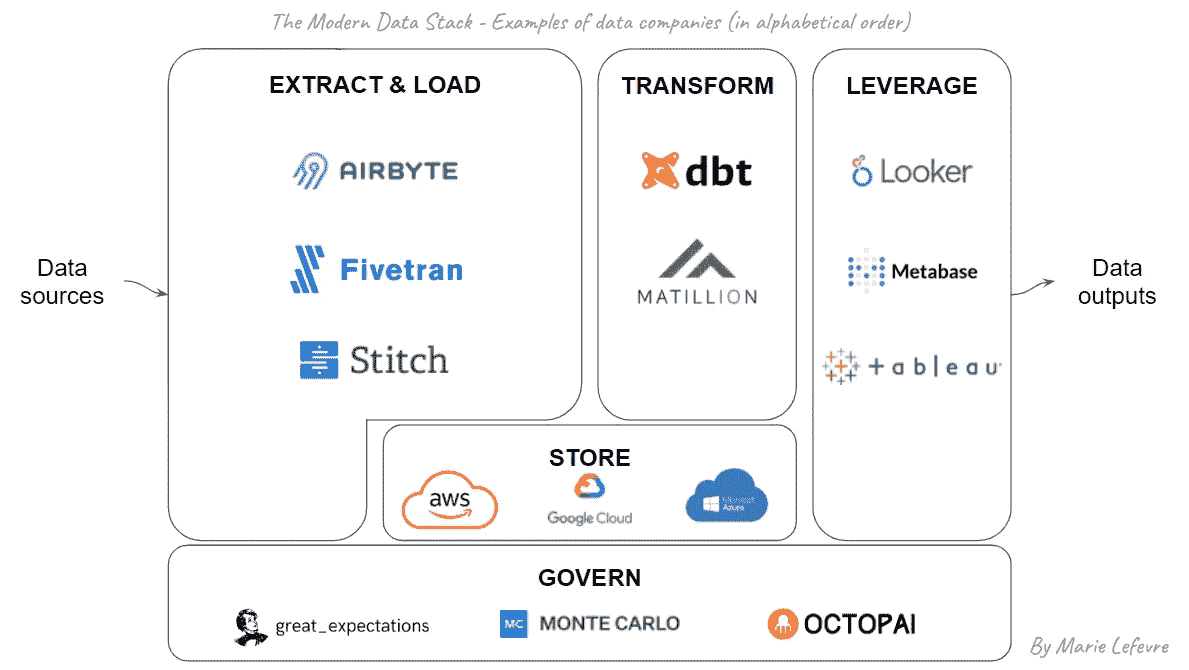 The Modern Data Stack - Examples of data companies (in alphabetical order)
EXTRACT & LOAD
AIRBYTE
Fivetran
Stitch
TRANSFORM
dbt
MATILLION
LEVERAGE
Looker
Metabase
+ableau
Data
sources
Data
outputs
STORE
aws
Google Cloud
Microsoft
Azure
GOVERN
great_expectations
MC
MONTE CARLO
OCTOPAI
By Marie Lefevre